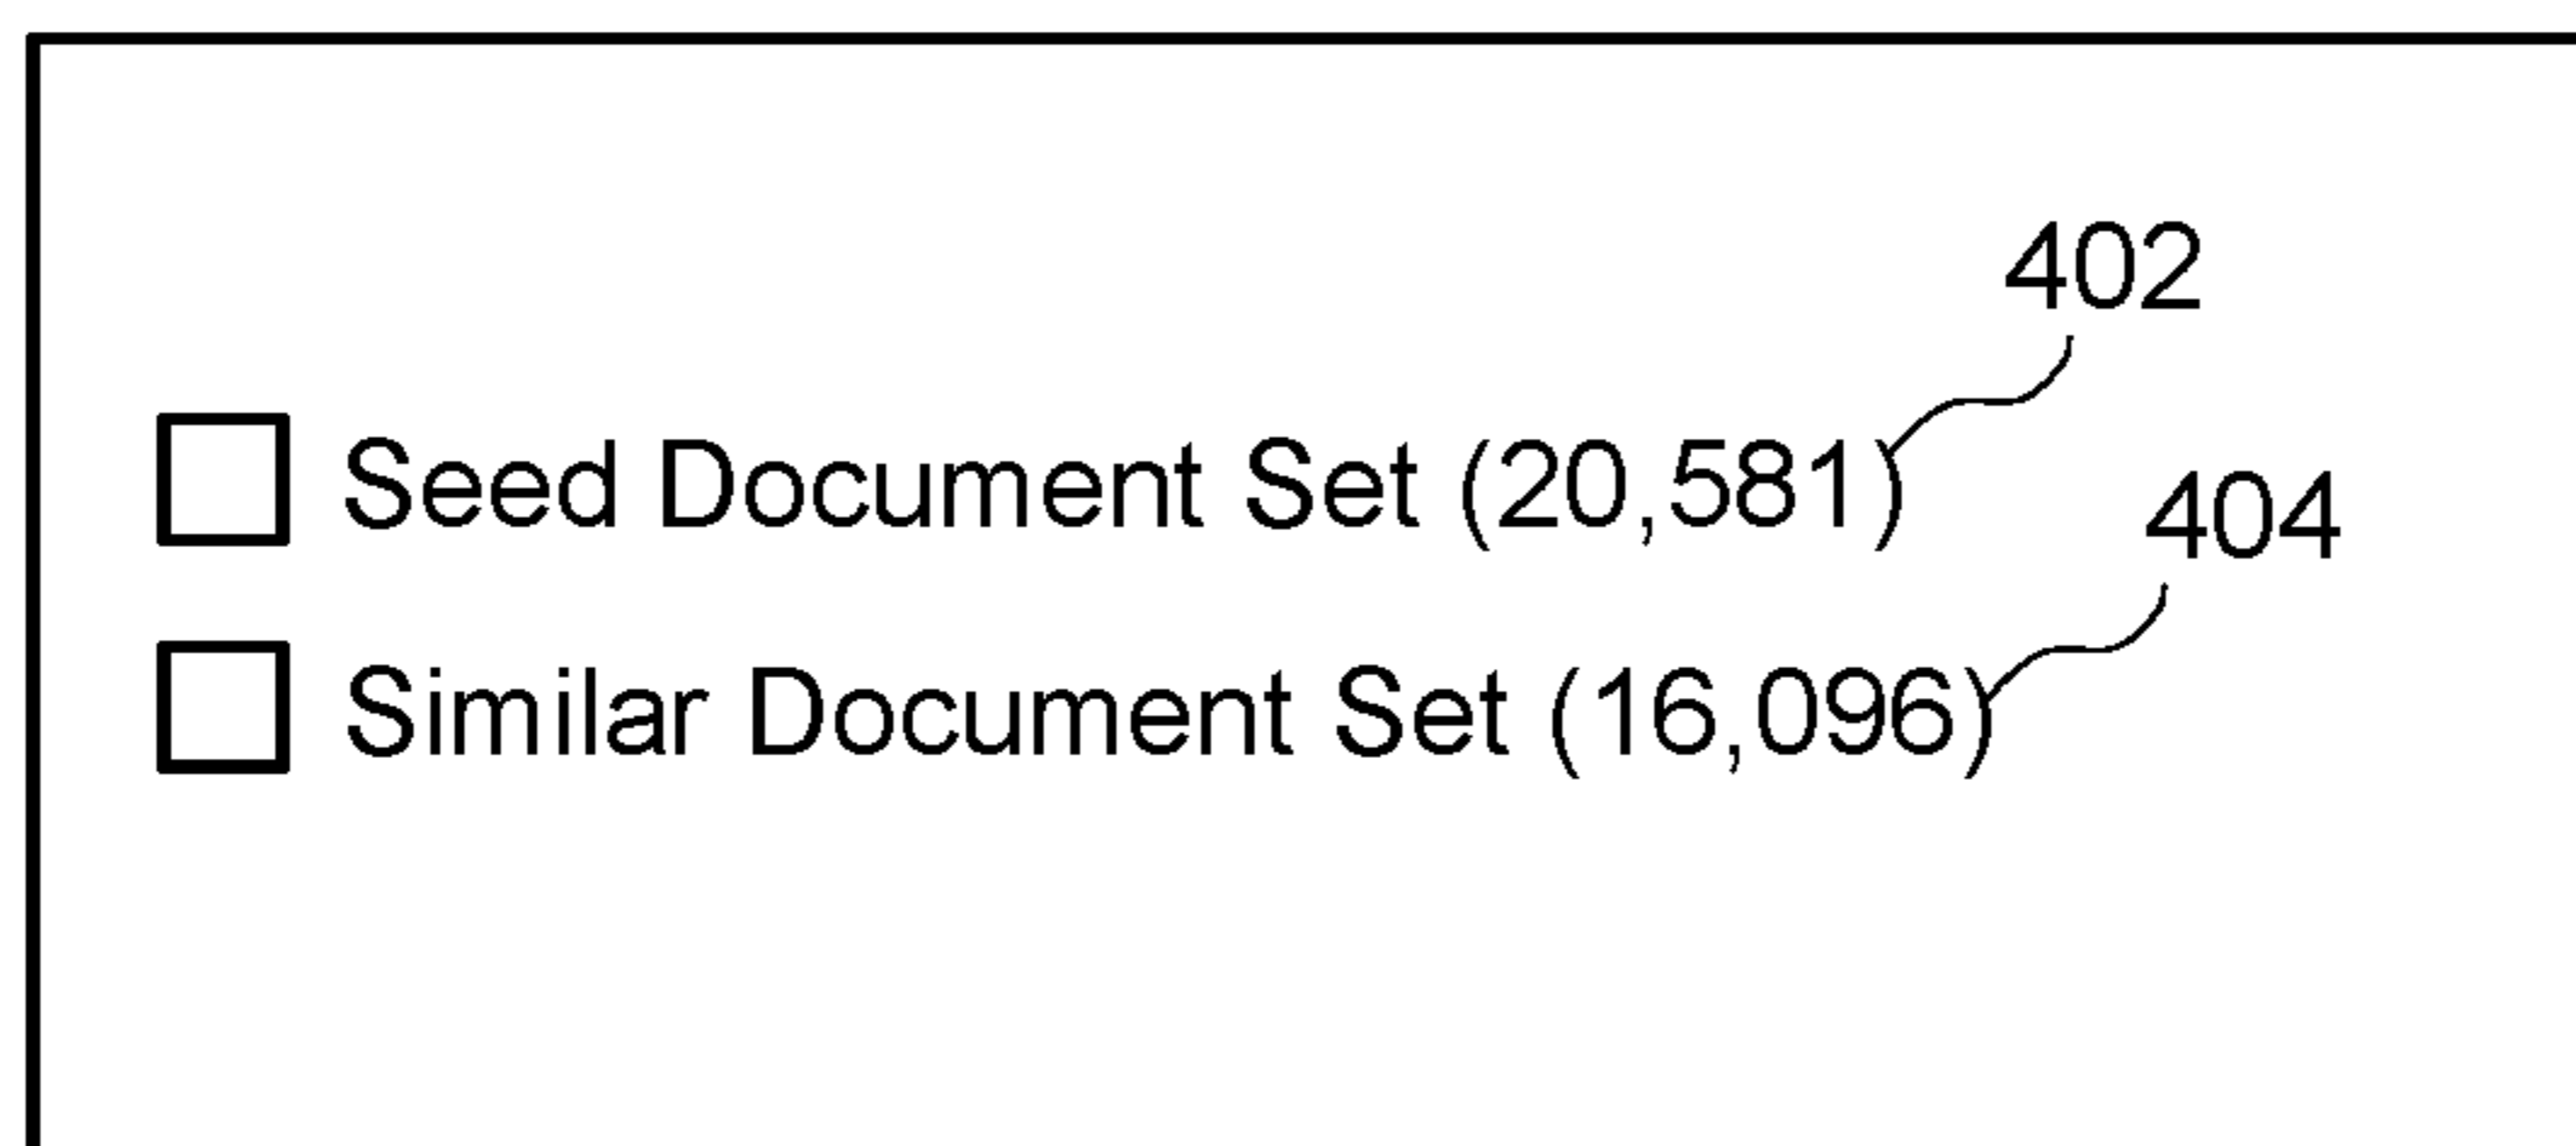 402
Seed Document Set (20,581)
404
Similar Document Set (16,096)